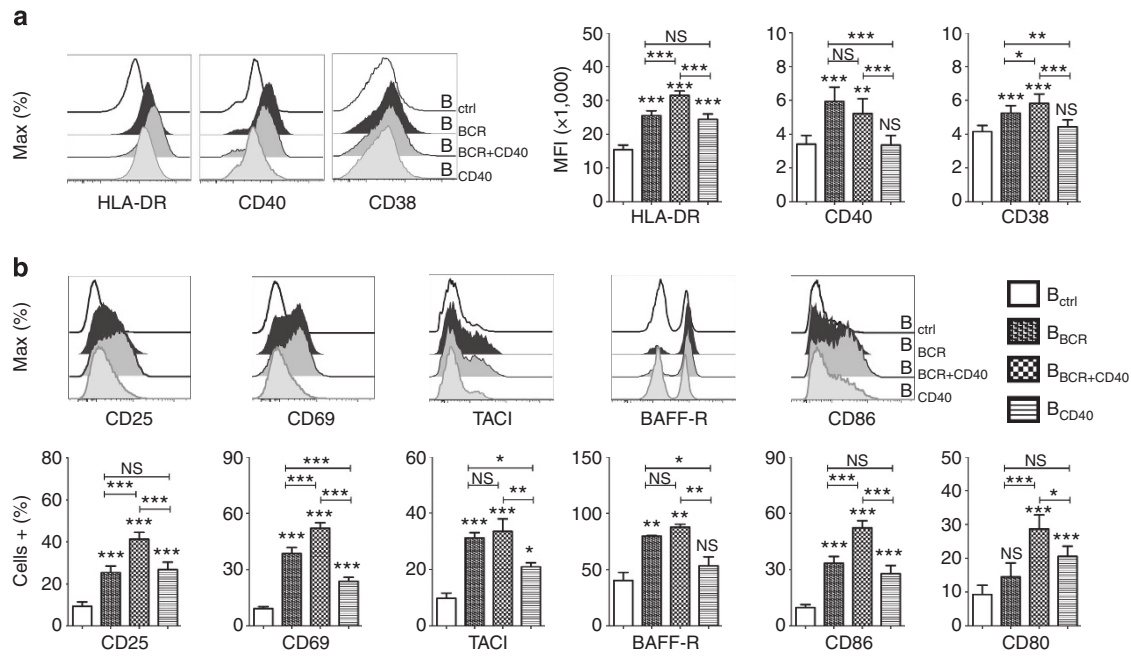 a
Max (%)
B ctrl
B BCR
B BCR+CD40
B CD40
HLA-DR
CD40
CD38
MFI (×1,000)
50
40
30
20
10
0
NS
***
***
***
***
***
HLA-DR
10
8
6
4
2
0
***
NS
***
***
**
NS
CD40
10
8
6
4
2
0
**
*
***
***
***
NS
CD38
b
Max (%)
CD25
CD69
TACI
BAFF-R
CD86
B ctrl
B BCR
B BCR+CD40
B CD40
Bctrl
BBCR
BBCR+CD40
BCD40
Cells + (%)
80
60
40
20
0
NS
***
***
***
***
***
CD25
90
60
30
0
***
***
***
***
***
***
CD69
60
40
20
0
*
NS
**
***
***
*
TACI
150
100
50
0
*
NS
**
**
**
NS
BAFF-R
90
60
30
0
NS
***
***
***
***
***
CD86
50
40
30
20
10
0
NS
***
*
NS
***
***
CD80